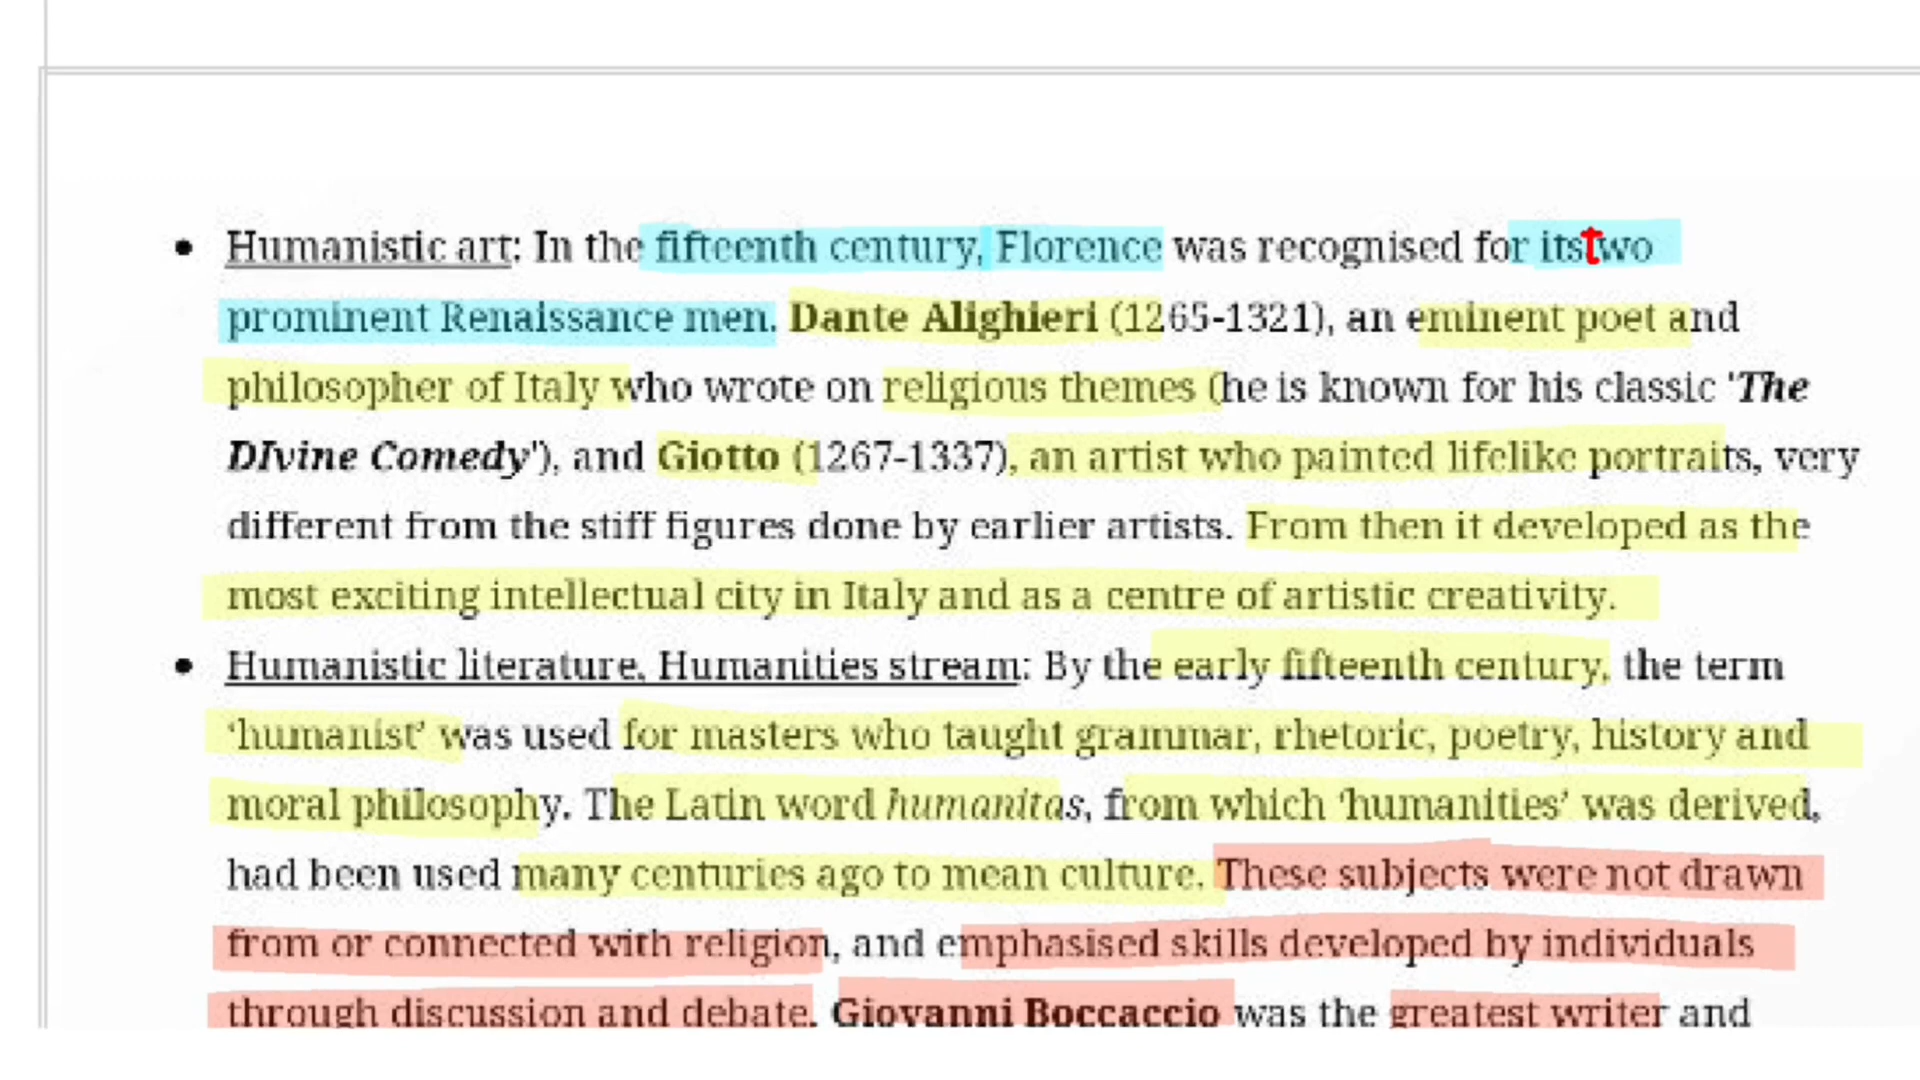 • Humanistic art: In the fifteenth century, Florence was recognised for its two
prominent Renaissance men. Dante Alighieri (1265-1321), an eminent poet and
philosopher of Italy who wrote on religious themes (he is known for his classic 'The
DIvine Comedy'), and Giotto (1267-1337), an artist who painted lifelike portraits, very
different from the stiff figures done by earlier artists. From then it developed as the
most exciting intellectual city in Italy and as a centre of artistic creativity.
• Humanistic literature, Humanities stream: By the early fifteenth century, the term
‘humanist’ was used for masters who taught grammar, rhetoric, poetry, history and
moral philosophy. The Latin word humanitas, from which ‘humanities’ was derived,
had been used many centuries ago to mean culture. These subjects were not drawn
from or connected with religion, and emphasised skills developed by individuals
through discussion and debate. Giovanni Boccaccio was the greatest writer and